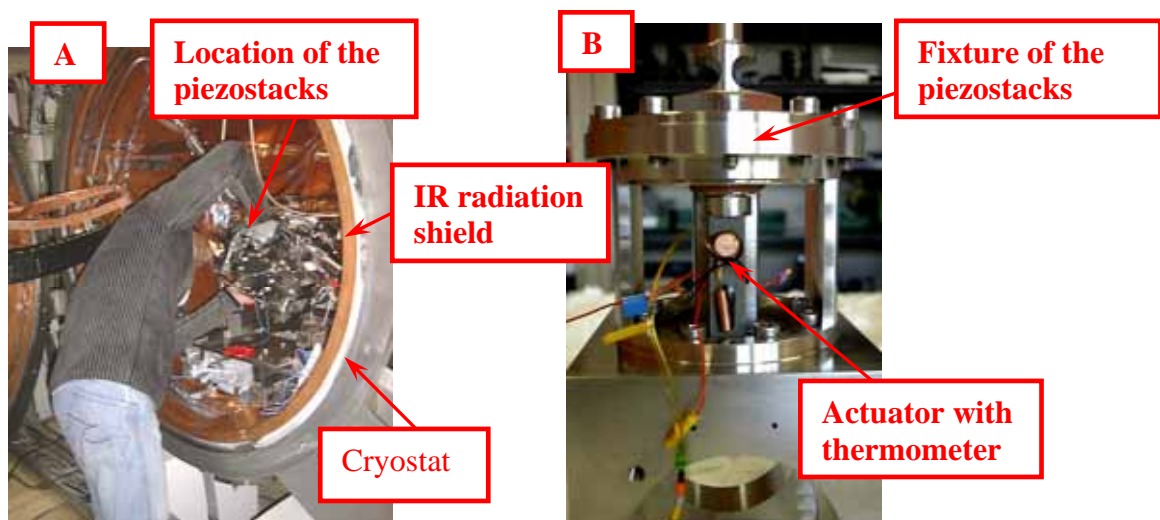 A
Location of the
piezostacks
IR radiation
shield
Cryostat
B
Fixture of the
piezostacks
Actuator with
thermometer